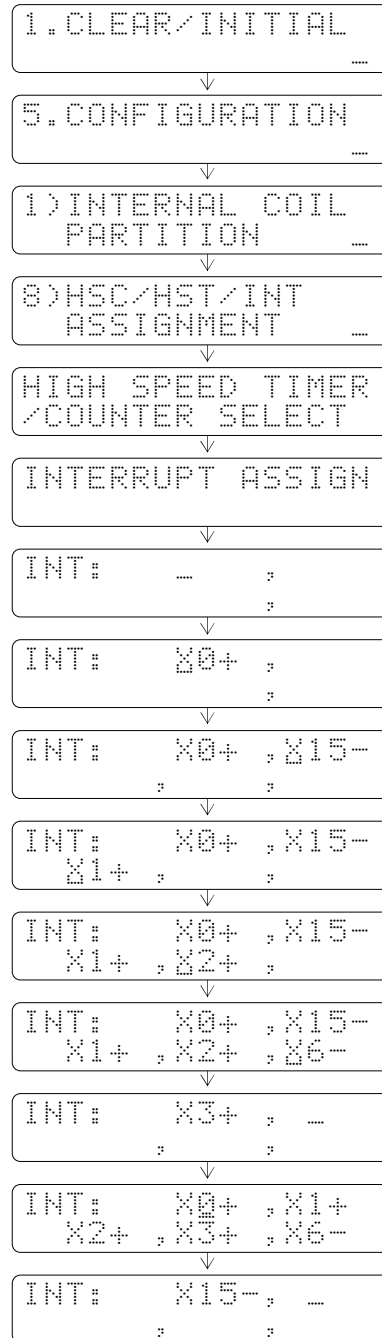 1.CLEAR/INITIAL
_
5.CONFIGURATION
_
1)INTERNAL COIL
PARTITION _
8)HSC/HST/INT
ASSIGNMENT _
HIGH SPEED TIMER
/COUNTER SELECT
INTERRUPT ASSIGN
INT: _ ,
,
INT: X0+ ,
,
INT: X0+ ,X15-
, ,
INT: X0+ ,X15-
X1+ , ,
INT: X0+ ,X15-
X1+ ,X2+ ,
INT: X0+ ,X15-
X1+ ,X2+ ,X6-
INT: X3+ , _
, ,
INT: X0+ ,X1+
X2+ ,X3+ ,X6-
INT: X15-, _
, ,